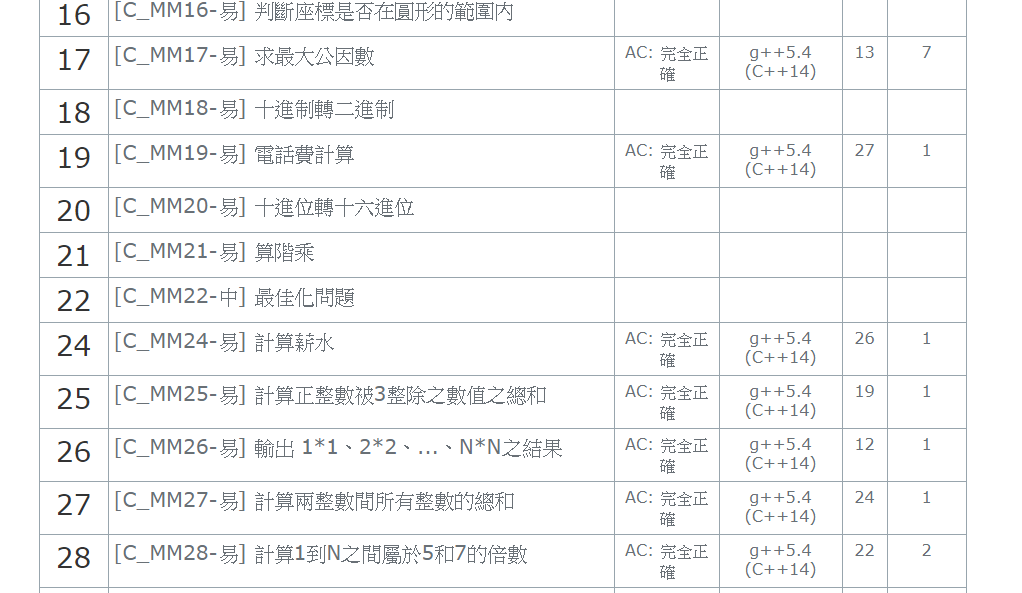 16 [C_MM16-易] 判斷座標是否在圓形的範圍內
17 [C_MM17-易] 求最大公因數 AC: 完全正確 g++5.4 (C++14) 13 7
18 [C_MM18-易] 十進制轉二進制
19 [C_MM19-易] 電話費計算 AC: 完全正確 g++5.4 (C++14) 27 1
20 [C_MM20-易] 十進位轉十六進位
21 [C_MM21-易] 算階乘
22 [C_MM22-中] 最佳化問題
24 [C_MM24-易] 計算薪水 AC: 完全正確 g++5.4 (C++14) 26 1
25 [C_MM25-易] 計算正整數被3整除之數值之總和 AC: 完全正確 g++5.4 (C++14) 19 1
26 [C_MM26-易] 輸出 1*1、2*2、...、N*N之結果 AC: 完全正確 g++5.4 (C++14) 12 1
27 [C_MM27-易] 計算兩整數間所有整數的總和 AC: 完全正確 g++5.4 (C++14) 24 1
28 [C_MM28-易] 計算1到N之間屬於5和7的倍數 AC: 完全正確 g++5.4 (C++14) 22 2